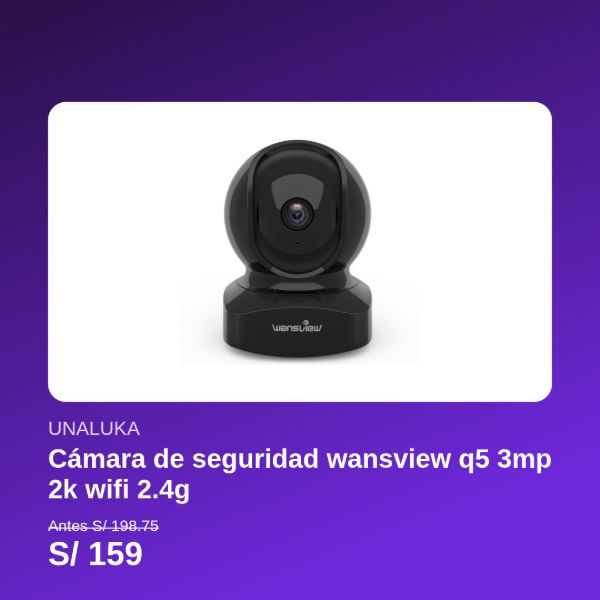 wansview
UNALUKA
Cámara de seguridad wansview q5 3mp
2k wifi 2.4g
Antes S/ 198.75
S/ 159